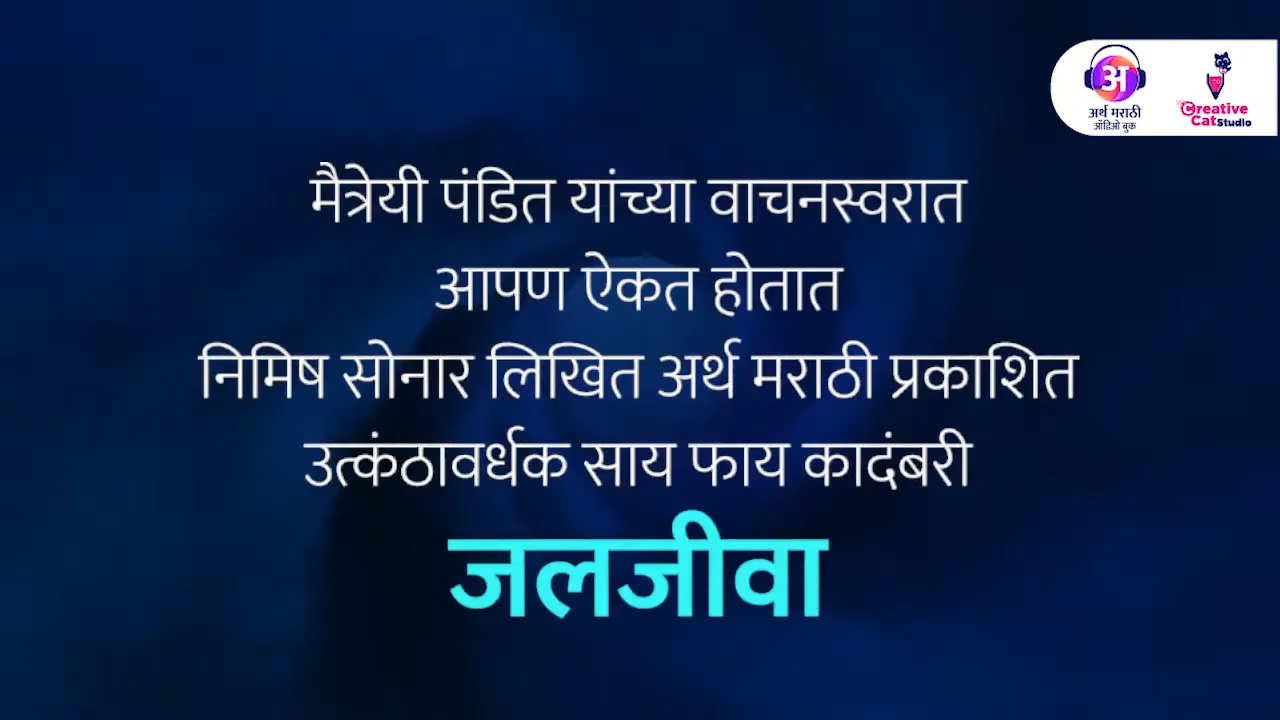 अ
अर्थ मराठी
ऑडिओ बुक
Creative
Cat Studio
मैत्रेयी पंडित यांच्या वाचनस्वरात
आपण ऐकत होतात
निमिष सोनार लिखित अर्थ मराठी प्रकाशित
उत्कंठावर्धक साय फाय कादंबरी
जलजीवा